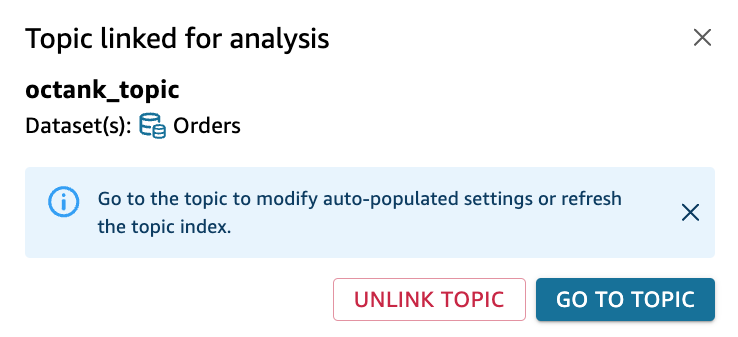 Topic linked for analysis
octank_topic
Dataset(s): Orders
Go to the topic to modify auto-populated settings or refresh
the topic index.
UNLINK TOPIC
GO TO TOPIC